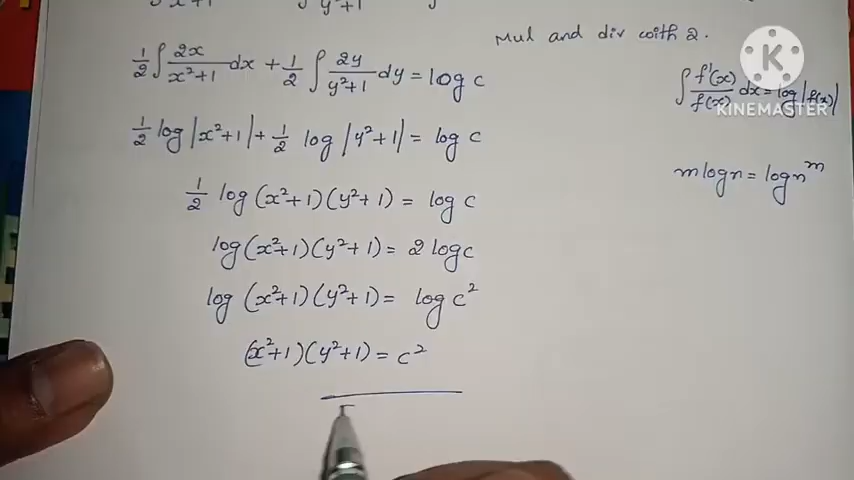 Mul and div with 2.
1/2 ∫ 2x/x²+1 dx + 1/2 ∫ 2y/y²+1 dy = log c
∫ f'(x)/f(x) dx = log|f(x)|
KINEMASTER
1/2 log|x²+1| + 1/2 log|y²+1| = log c
m log n = log n^m
1/2 log(x²+1)(y²+1) = log c
log(x²+1)(y²+1) = 2 log c
log (x²+1)(y²+1) = log c²
(x²+1)(y²+1) = c²